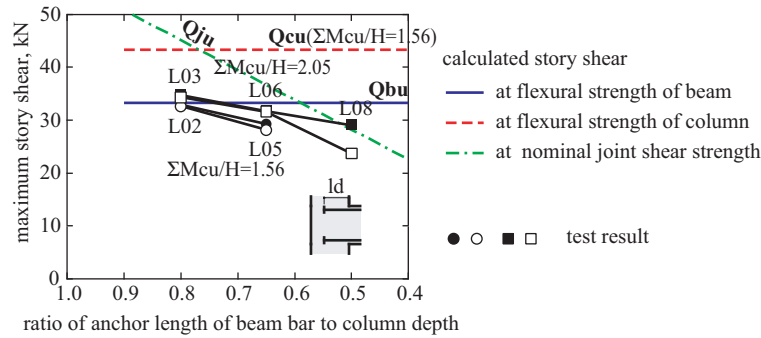 maximum story shear, kN
50
40
30
20
10
0
1.0 0.9 0.8 0.7 0.6 0.5 0.4
ratio of anchor length of beam bar to column depth
Qju
Qcu(ΣMcu/H=1.56)
ΣMcu/H=2.05
Qbu
L03
L06
L08
L02
L05
ΣMcu/H=1.56
ld
calculated story shear
at flexural strength of beam
at flexural strength of column
at nominal joint shear strength
test result